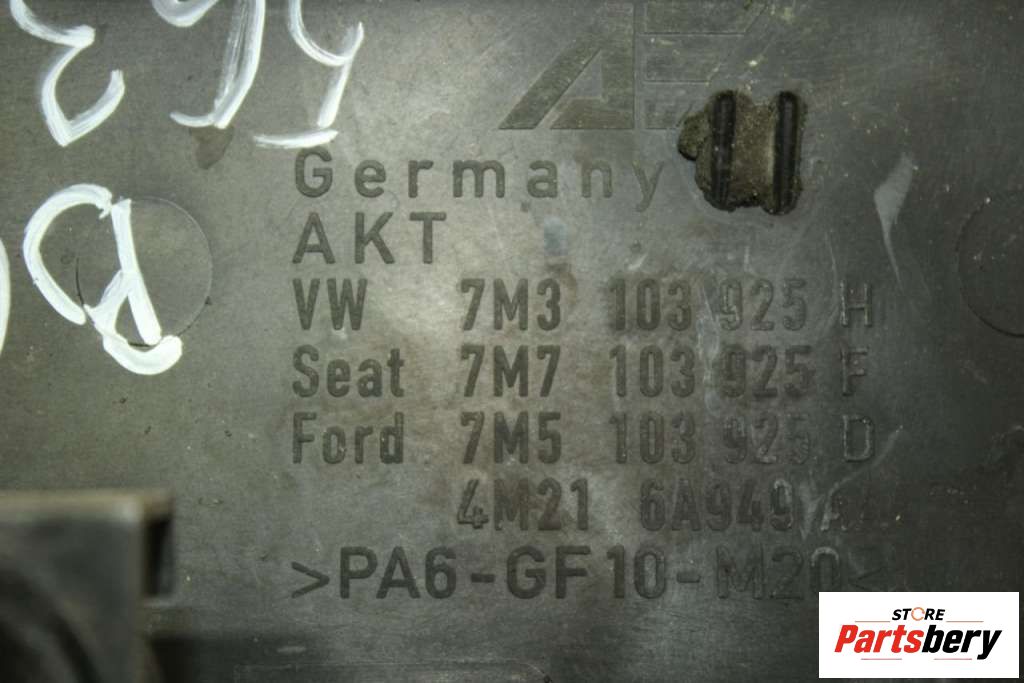 Germany
AKT
VW 7M3 103 925 H
Seat 7M7 103 925 F
Ford 7M5 103 925 D
4M21 6A949
>PA6-GF10-M20<
STORE
Partsbery